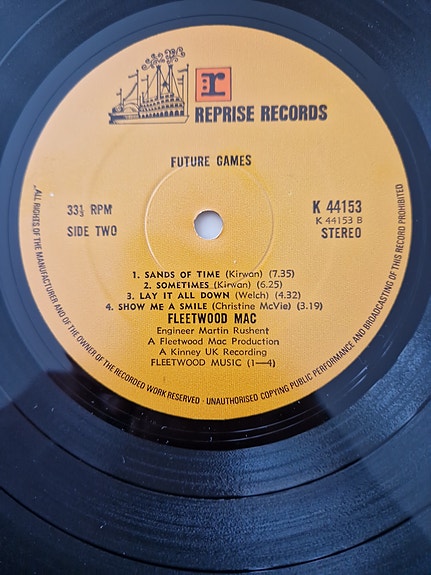 r
REPRISE RECORDS
FUTURE GAMES
33⅓ RPM
SIDE TWO
K 44153
K 44153 B
STEREO
1. SANDS OF TIME (Kirwan) (7.35)
2. SOMETIMES (Kirwan) (6.25)
3. LAY IT ALL DOWN (Welch) (4.32)
4. SHOW ME A SMILE (Christine McVie) (3.19)
FLEETWOOD MAC
Engineer Martin Rushent
A Fleetwood Mac Production
A Kinney UK Recording
FLEETWOOD MUSIC (1—4)
ALL RIGHTS OF THE MANUFACTURER AND OF THE OWNER OF THE RECORDED WORK RESERVED · UNAUTHORISED COPYING PUBLIC PERFORMANCE AND BROADCASTING OF THIS RECORD PROHIBITED